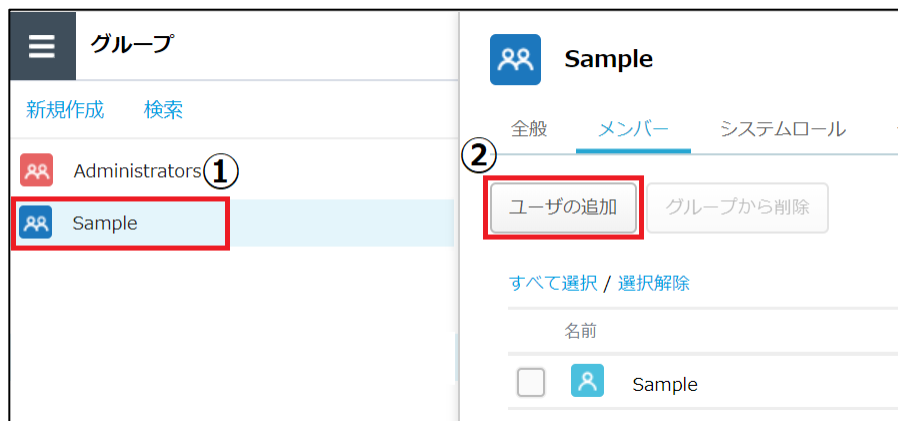 グループ
新規作成 検索
Administrators①
Sample
Sample
全般 メンバー システムロール
②
ユーザの追加 グループから削除
すべて選択 / 選択解除
名前
Sample